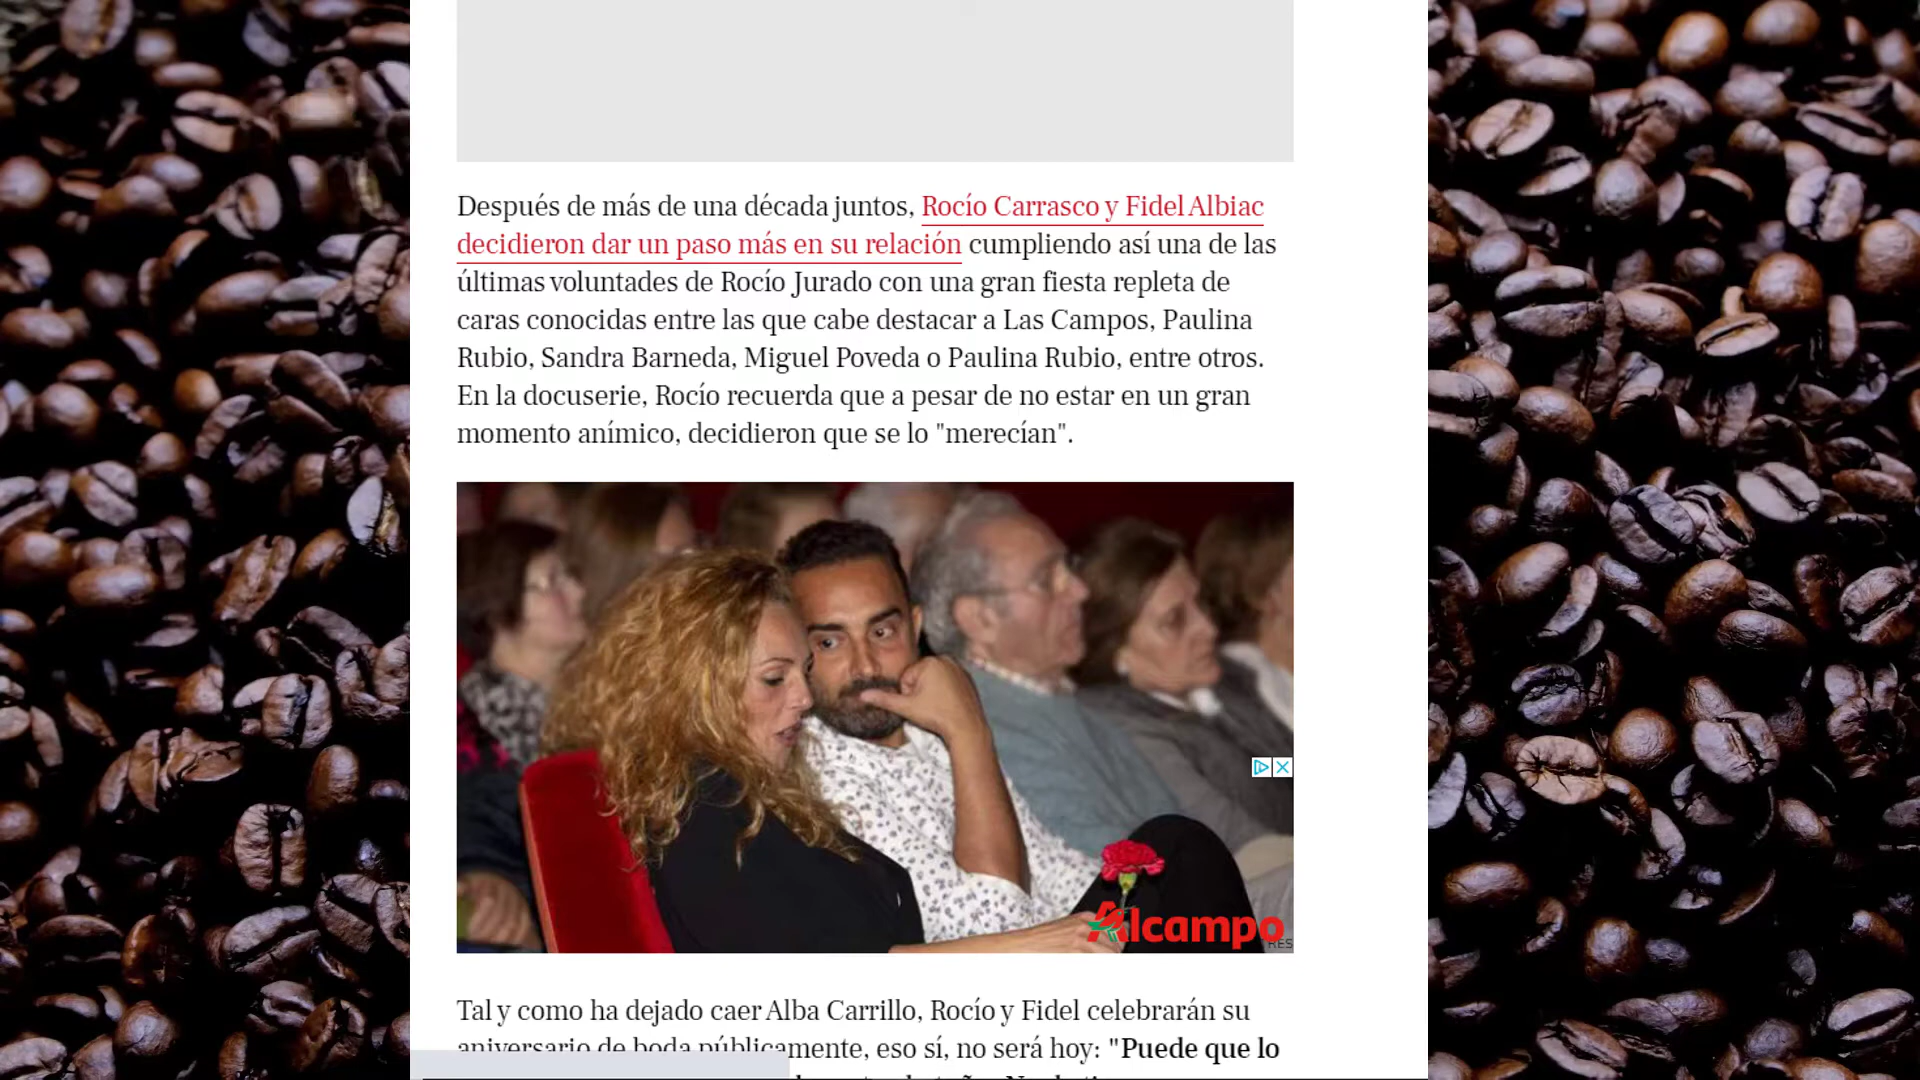 Después de más de una década juntos, Rocío Carrasco y Fidel Albiac
decidieron dar un paso más en su relación cumpliendo así una de las
últimas voluntades de Rocío Jurado con una gran fiesta repleta de
caras conocidas entre las que cabe destacar a Las Campos, Paulina
Rubio, Sandra Barneda, Miguel Poveda o Paulina Rubio, entre otros.
En la docuserie, Rocío recuerda que a pesar de no estar en un gran
momento anímico, decidieron que se lo "merecían".
Alcampo
Tal y como ha dejado caer Alba Carrillo, Rocío y Fidel celebrarán su
aniversario de boda públicamente, eso sí, no será hoy: "Puede que lo